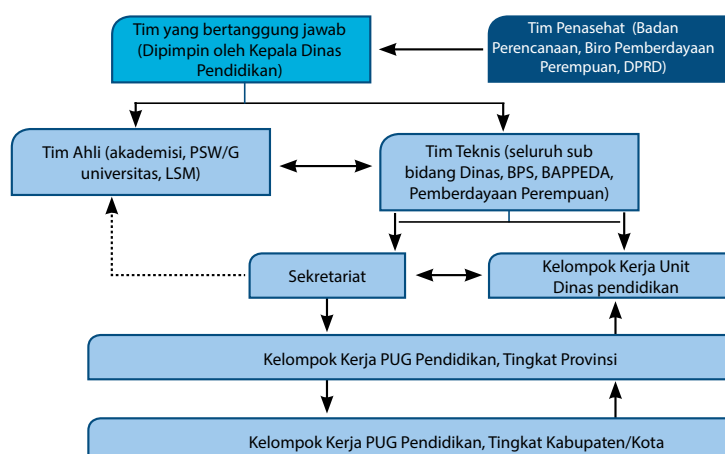 Tim yang bertanggung jawab
(Dipimpin oleh Kepala Dinas
Pendidikan)
Tim Penasehat (Badan
Perencanaan, Biro Pemberdayaan
Perempuan, DPRD)
Tim Ahli (akademisi, PSW/G
universitas, LSM)
Tim Teknis (seluruh sub
bidang Dinas, BPS, BAPPEDA,
Pemberdayaan Perempuan)
Sekretariat
Kelompok Kerja Unit
Dinas pendidikan
Kelompok Kerja PUG Pendidikan, Tingkat Provinsi
Kelompok Kerja PUG Pendidikan, Tingkat Kabupaten/Kota